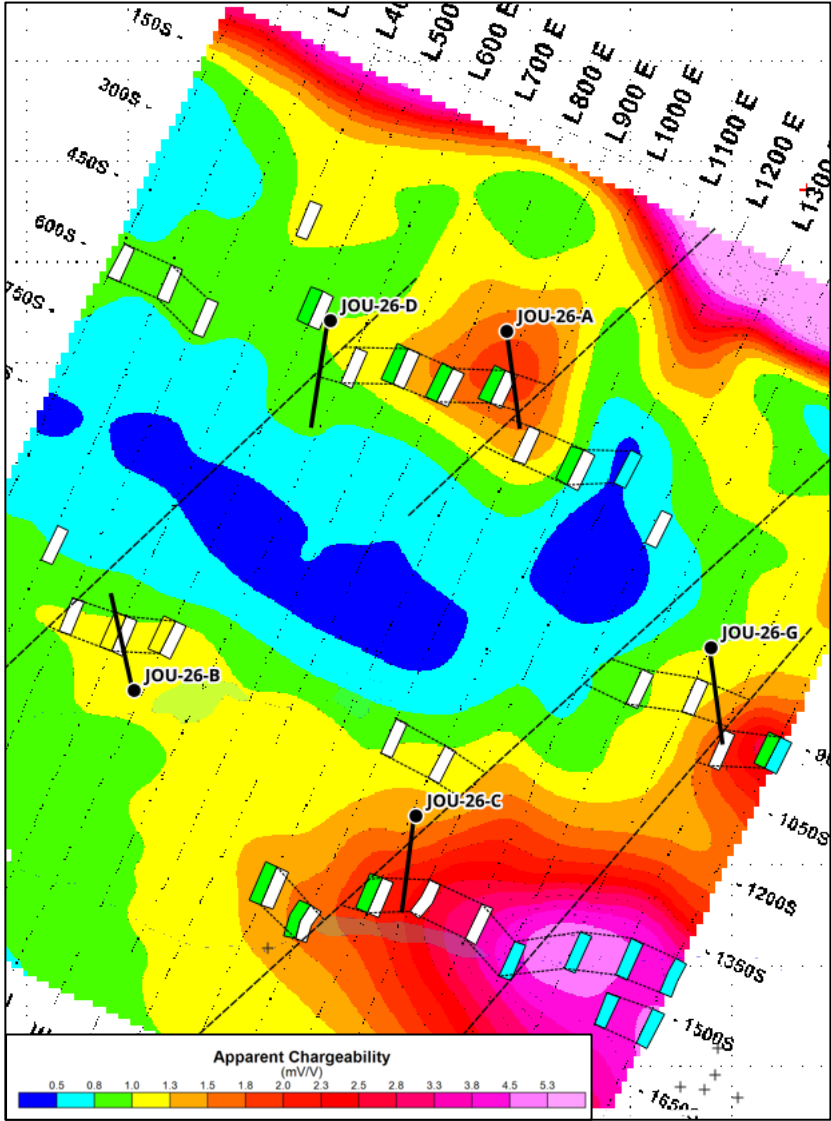 150S -
300S -
450S -
600S -
750S -
L40
L500
L600 E
L700 E
L800 E
L900 E
L1000 E
L1100 E
L1200 E
L1300
JOU-26-D
JOU-26-A
JOU-26-B
JOU-26-G
JOU-26-C
- 1050S
- 1200S
- 1350S
- 1500S
- 1650S
Apparent Chargeability
(mV/V)
0.5 0.8 1.0 1.3 1.5 1.8 2.0 2.3 2.5 2.8 3.3 3.8 4.5 5.3